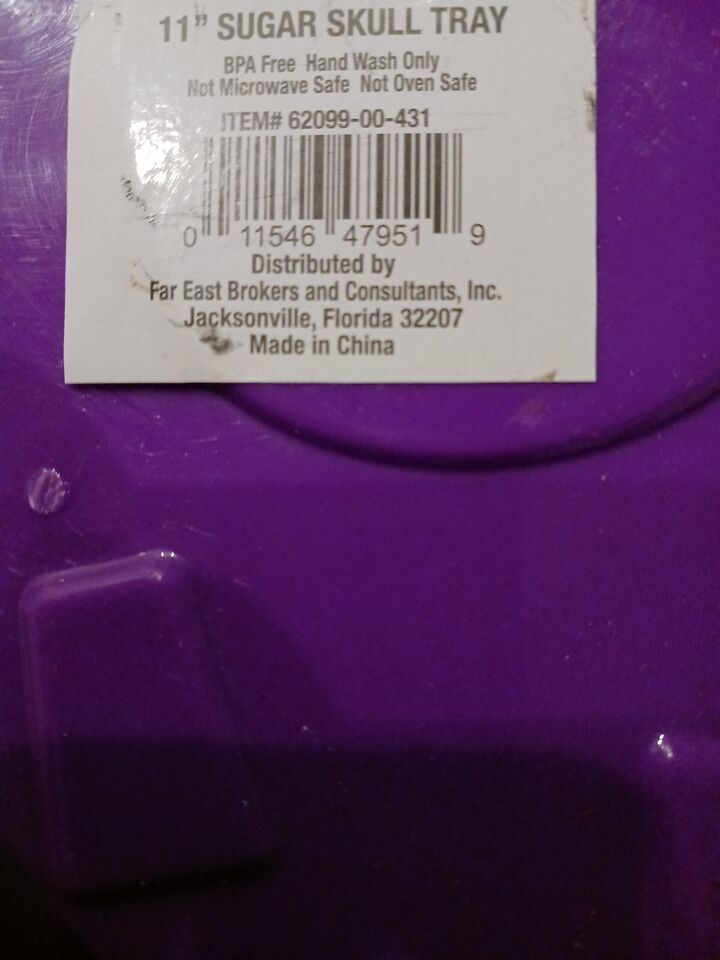 11” SUGAR SKULL TRAY
BPA Free Hand Wash Only
Not Microwave Safe Not Oven Safe
ITEM# 62099-00-431
0 11546 47951 9
Distributed by
Far East Brokers and Consultants, Inc.
Jacksonville, Florida 32207
Made in China